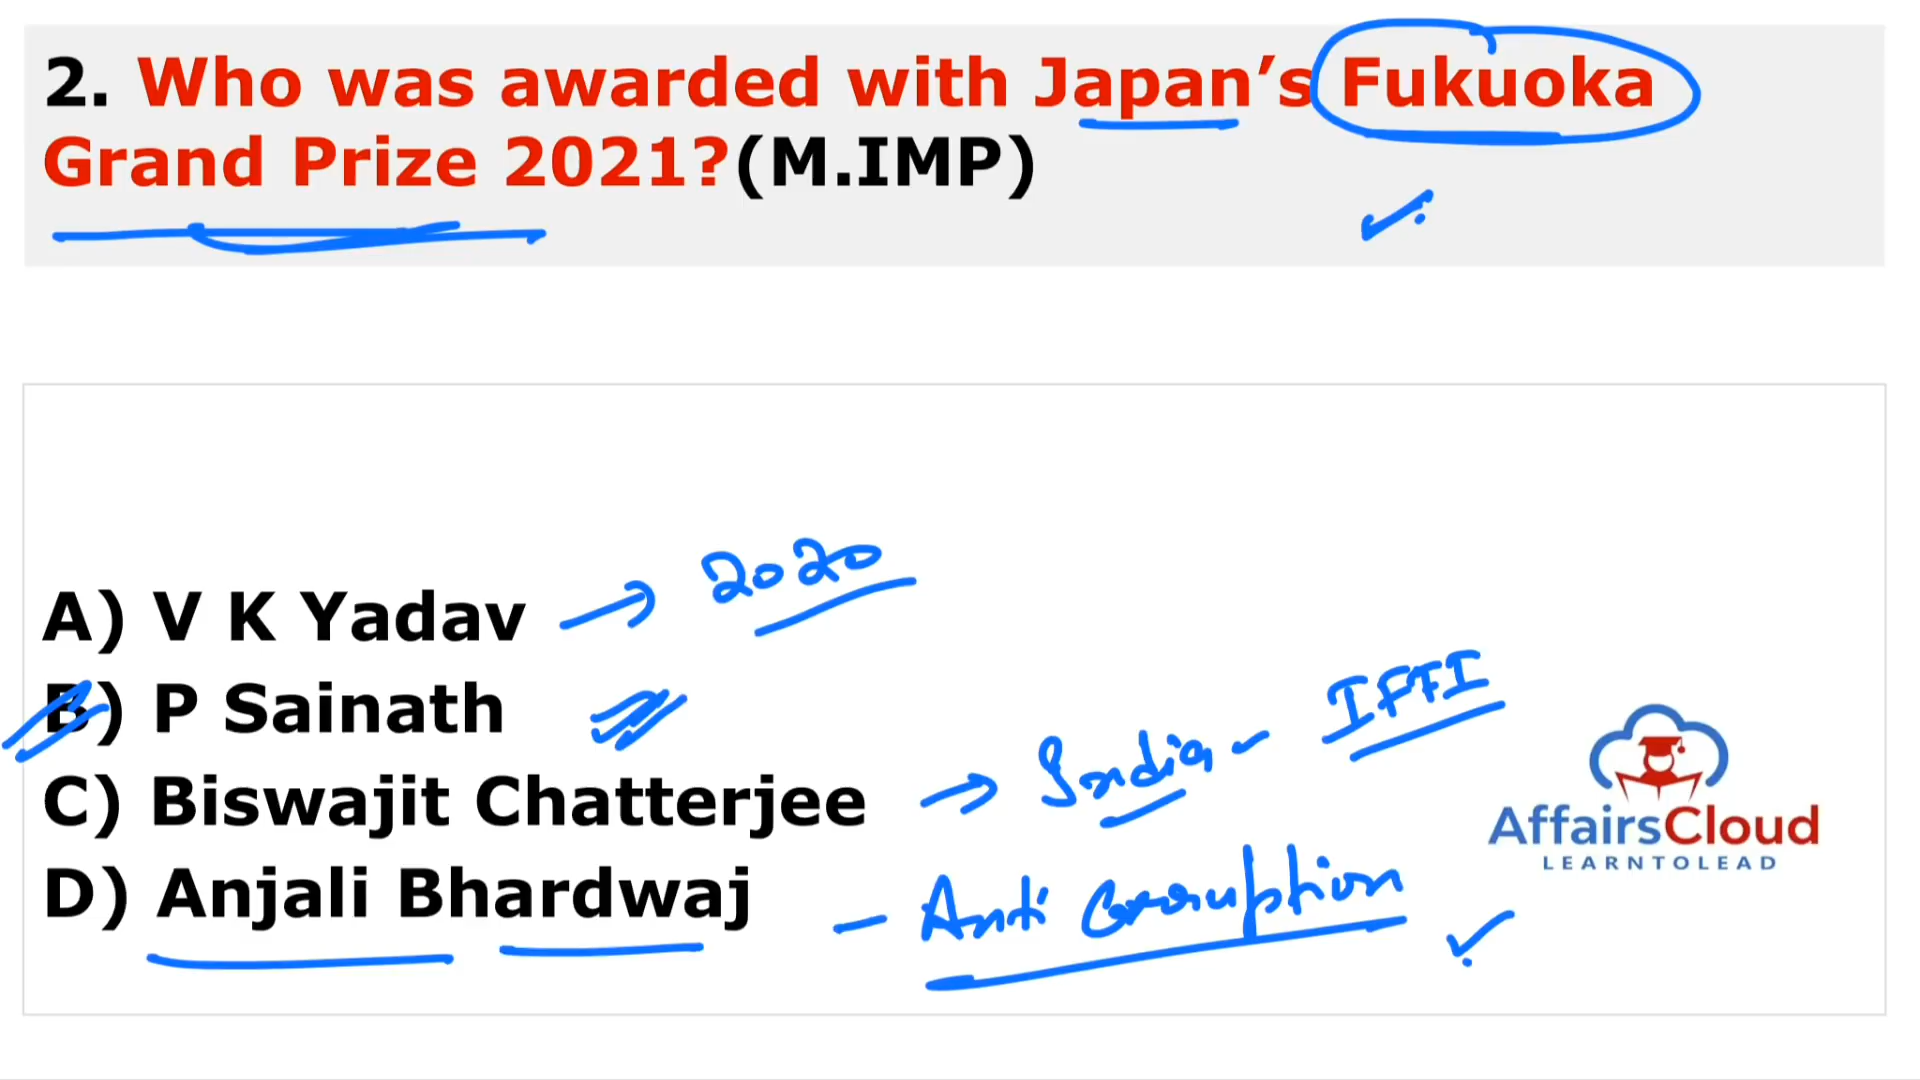 2. Who was awarded with Japan’s Fukuoka
Grand Prize 2021?(M.IMP)
A) V K Yadav
2020
B) P Sainath
C) Biswajit Chatterjee
India - IFFI
D) Anjali Bhardwaj
- Anti Corruption
AffairsCloud
LEARNTOLEAD